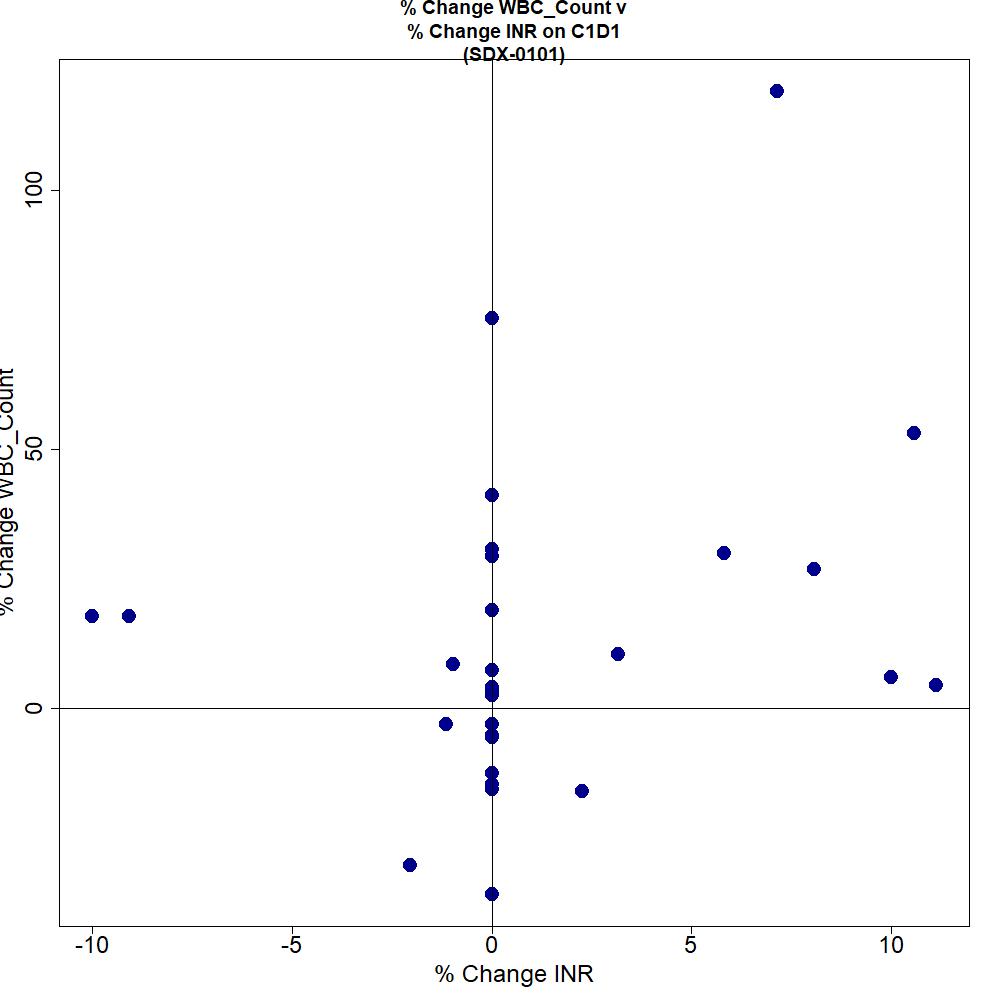 % Change WBC_Count v
% Change INR on C1D1
(SDX-0101)
% Change WBC_Count
100
50
0
-10
-5
0
5
10
% Change INR